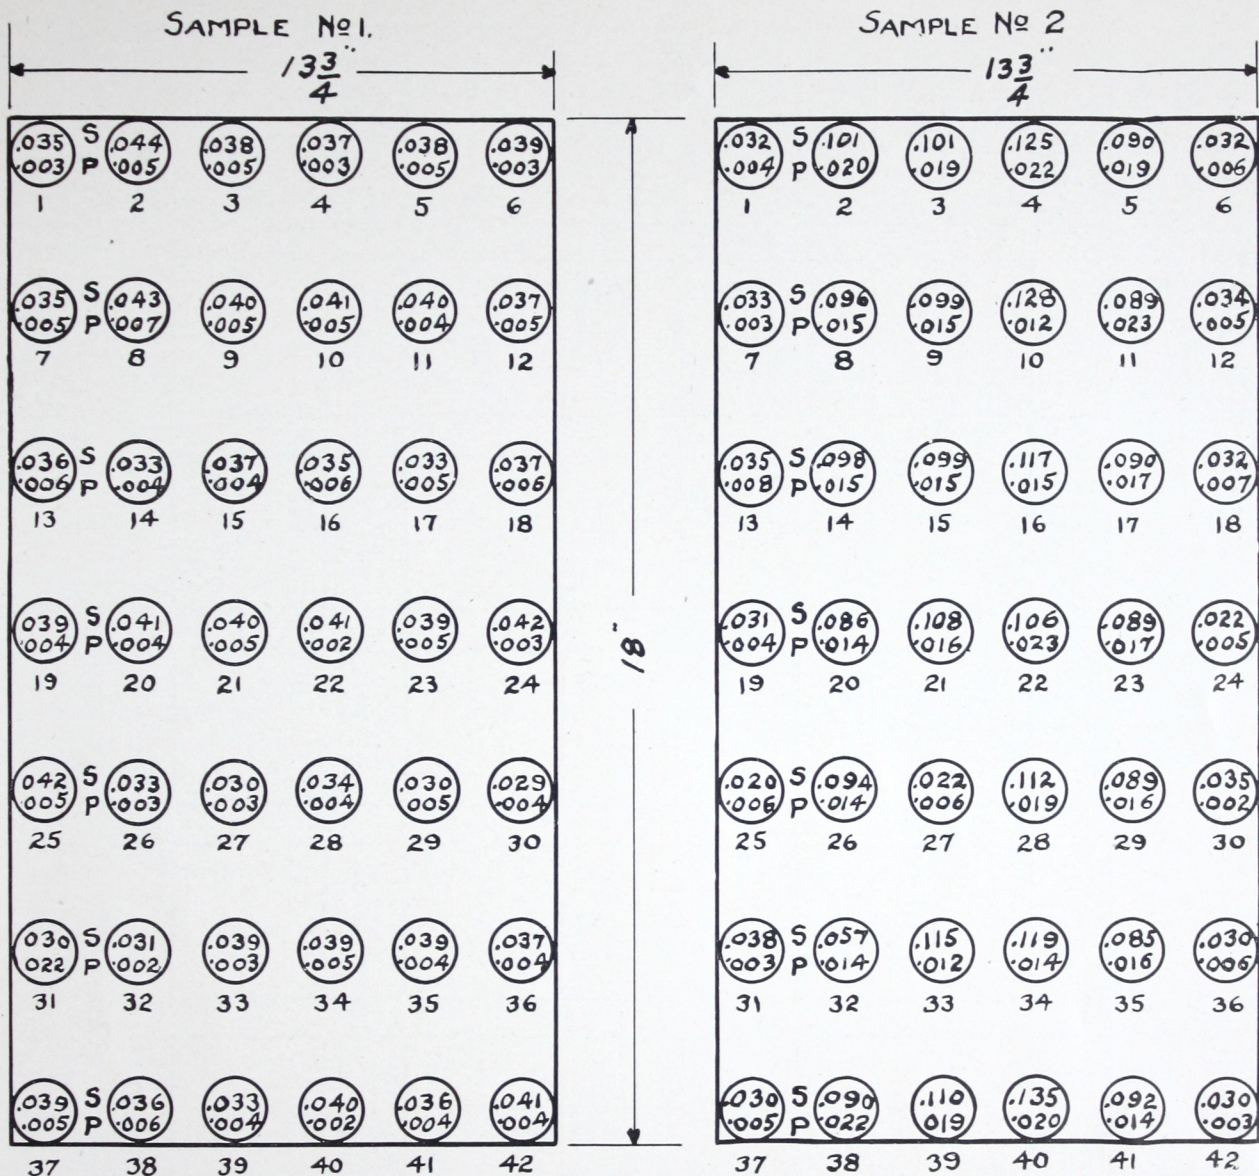 SAMPLE No 1.
13 3/4"
.035 S .044 .038 .037 .038 .039
.003 P .005 .005 .003 .005 .003
1 2 3 4 5 6
.035 S .043 .040 .041 .040 .037
.005 P .007 .005 .005 .004 .005
7 8 9 10 11 12
.036 S .033 .037 .035 .033 .037
.006 P .004 .004 .006 .005 .006
13 14 15 16 17 18
.039 S .041 .040 .041 .039 .042
.004 P .004 .005 .002 .005 .003
19 20 21 22 23 24
.042 S .033 .030 .034 .030 .029
.005 P .003 .003 .004 .005 .004
25 26 27 28 29 30
.030 S .031 .039 .039 .039 .037
.022 P .002 .003 .005 .004 .004
31 32 33 34 35 36
.039 S .036 .033 .040 .036 .041
.005 P .006 .004 .002 .004 .004
37 38 39 40 41 42
18"
SAMPLE No 2
13 3/4"
.032 S .101 .101 .125 .090 .032
.004 P .020 .019 .022 .019 .006
1 2 3 4 5 6
.033 S .096 .099 .128 .089 .034
.003 P .015 .015 .012 .023 .005
7 8 9 10 11 12
.035 S .098 .099 .117 .090 .032
.008 P .015 .015 .015 .017 .007
13 14 15 16 17 18
.031 S .086 .108 .106 .089 .022
.004 P .014 .016 .023 .017 .005
19 20 21 22 23 24
.020 S .094 .022 .112 .089 .035
.006 P .014 .006 .019 .016 .002
25 26 27 28 29 30
.038 S .057 .115 .119 .085 .030
.003 P .014 .012 .014 .016 .006
31 32 33 34 35 36
.030 S .090 .110 .135 .092 .030
.005 P .022 .019 .020 .014 .003
37 38 39 40 41 42